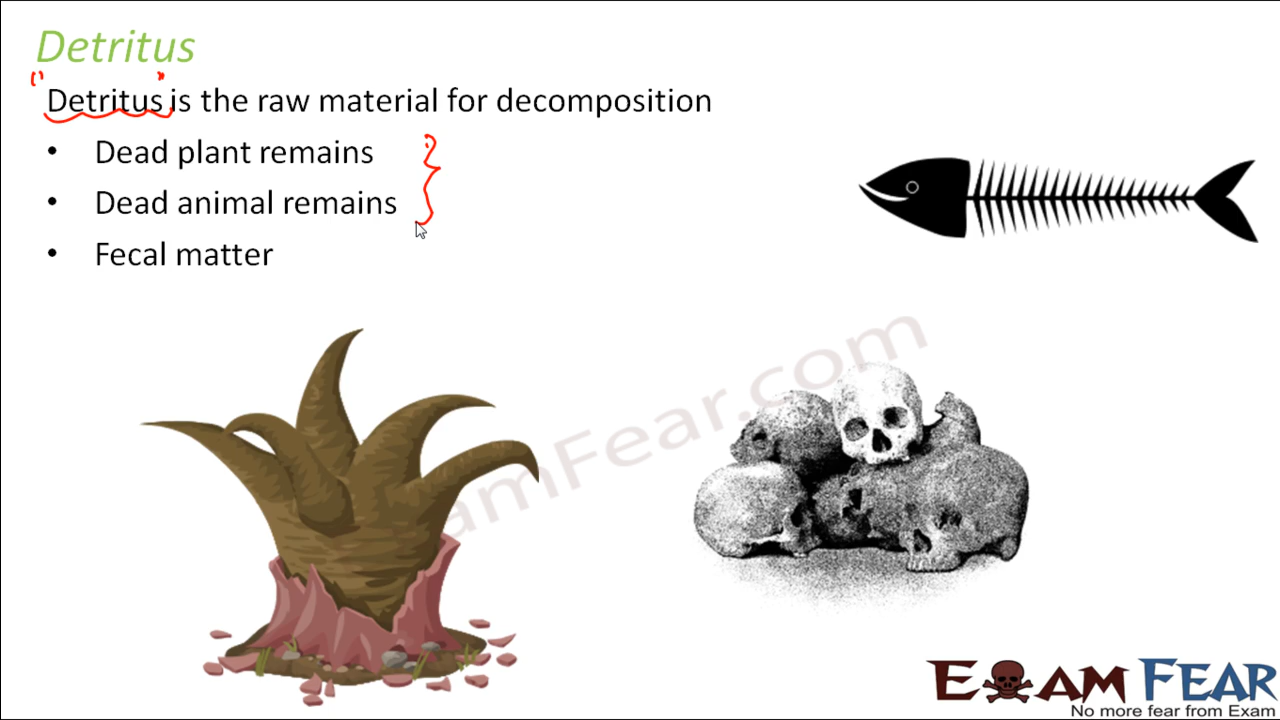 Detritus
Detritus is the raw material for decomposition
• Dead plant remains
• Dead animal remains
• Fecal matter
amFear.com
EXAM FEAR
No more fear from Exam